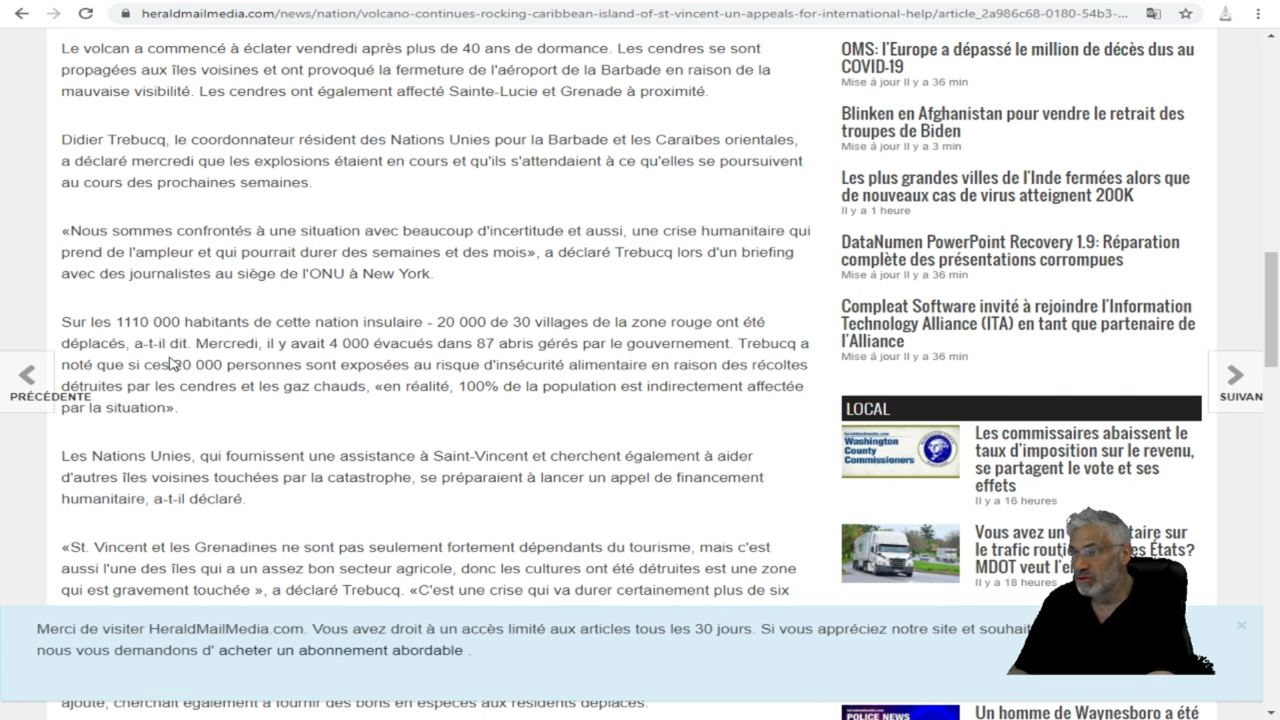 heraldmailmedia.com/news/nation/volcano-continues-rocking-caribbean-island-of-st-vincent-un-appeals-for-international-help/article_2a986c68-0180-54b3-...
Le volcan a commencé à éclater vendredi après plus de 40 ans de dormance. Les cendres se sont
propagées aux îles voisines et ont provoqué la fermeture de l'aéroport de la Barbade en raison de la
mauvaise visibilité. Les cendres ont également affecté Sainte-Lucie et Grenade à proximité.
Didier Trebucq, le coordonnateur résident des Nations Unies pour la Barbade et les Caraïbes orientales,
a déclaré mercredi que les explosions étaient en cours et qu'ils s'attendaient à ce qu'elles se poursuivent
au cours des prochaines semaines.
«Nous sommes confrontés à une situation avec beaucoup d'incertitude et aussi, une crise humanitaire qui
prend de l'ampleur et qui pourrait durer des semaines et des mois», a déclaré Trebucq lors d'un briefing
avec des journalistes au siège de l'ONU à New York.
Sur les 1110 000 habitants de cette nation insulaire - 20 000 de 30 villages de la zone rouge ont été
déplacés, a-t-il dit. Mercredi, il y avait 4 000 évacués dans 87 abris gérés par le gouvernement. Trebucq a
noté que si ces 20 000 personnes sont exposées au risque d'insécurité alimentaire en raison des récoltes
détruites par les cendres et les gaz chauds, «en réalité, 100% de la population est indirectement affectée
par la situation».
Les Nations Unies, qui fournissent une assistance à Saint-Vincent et cherchent également à aider
d'autres îles voisines touchées par la catastrophe, se préparaient à lancer un appel de financement
humanitaire, a-t-il déclaré.
«St. Vincent et les Grenadines ne sont pas seulement fortement dépendants du tourisme, mais c'est
aussi l'une des îles qui a un assez bon secteur agricole, donc les cultures ont été détruites est une zone
qui est gravement touchée », a déclaré Trebucq. «C'est une crise qui va durer certainement plus de six
Merci de visiter HeraldMailMedia.com. Vous avez droit à un accès limité aux articles tous les 30 jours. Si vous appréciez notre site et souhait
nous vous demandons d' acheter un abonnement abordable .
ajouté, cherchait également à fournir des bons en espèces aux résidents déplacés.
PRÉCÉDENTE
SUIVAN
OMS: l'Europe a dépassé le million de décès dus au
COVID-19
Mise á jour Il y a 36 min
Blinken en Afghanistan pour vendre le retrait des
troupes de Biden
Mise á jour Il y a 3 min
Les plus grandes villes de l'Inde fermées alors que
de nouveaux cas de virus atteignent 200K
Il y a 1 heure
DataNumen PowerPoint Recovery 1.9: Réparation
complète des présentations corrompues
Mise á jour Il y a 36 min
Compleat Software invité à rejoindre l'Information
Technology Alliance (ITA) en tant que partenaire de
l'Alliance
Mise á jour Il y a 36 min
LOCAL
heraldmailmedia.com
Washington
County
Commissioners
Les commissaires abaissent le
taux d'imposition sur le revenu,
se partagent le vote et ses
effets
Il y a 16 heures
Vous avez un taire sur
le trafic routi es États?
MDOT veut l'e
Il y a 18 heures
POLICE NEWS
Un homme de Waynesboro a été